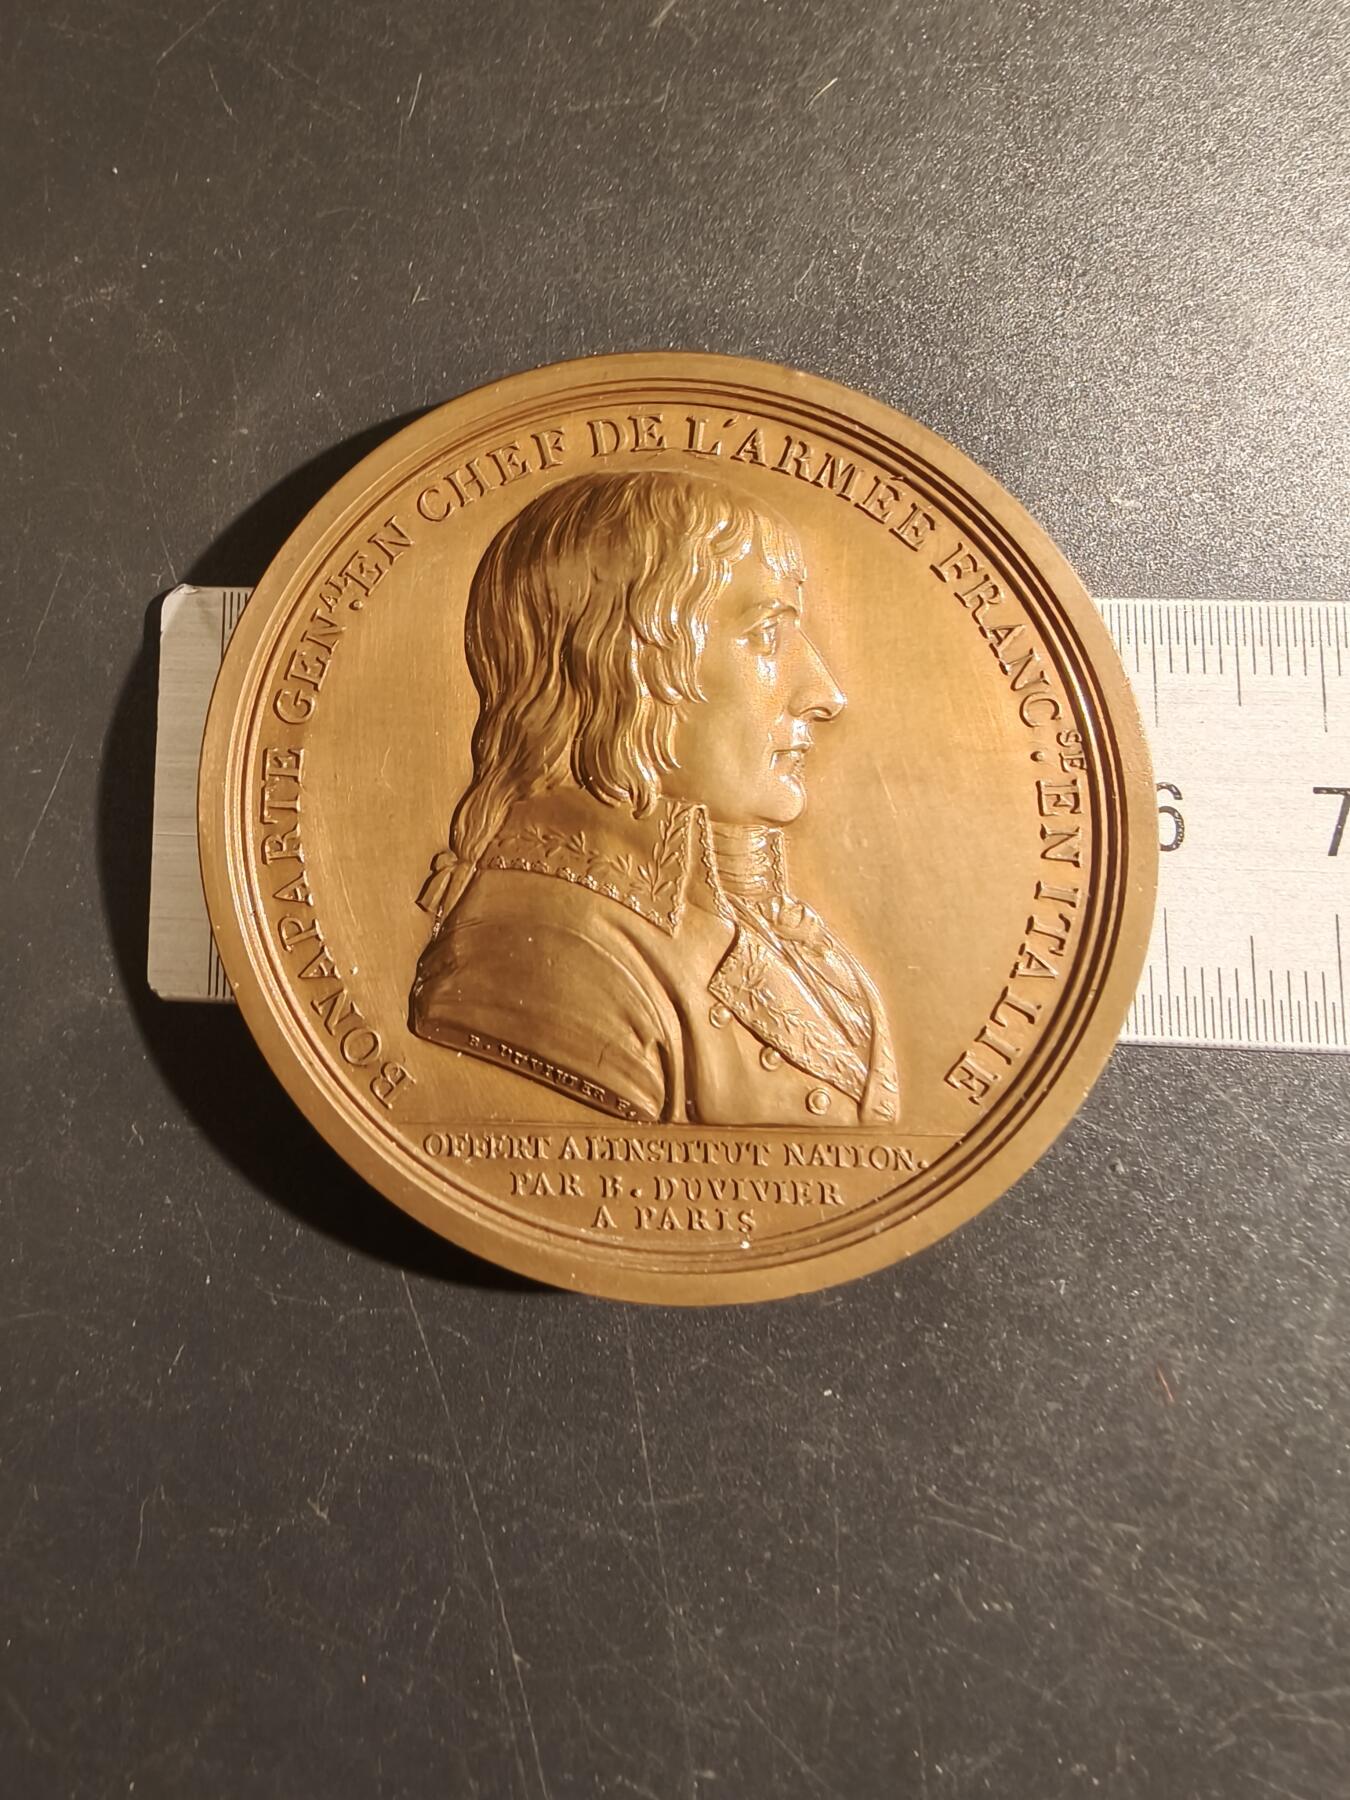 BONAPARTE GENᴬᴸ. EN CHEF DE L'ARMÉE FRANC.ˢᴱ EN ITALIE
B. DUVIVIER F.
OFFERT A L INSTITUT NATION.
PAR B. DUVIVIER
A PARIS
6 7